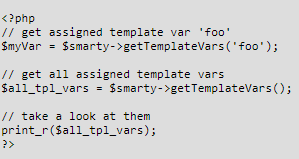 <?php
// get assigned template var 'foo'
$myVar = $smarty->getTemplateVars('foo');

// get all assigned template vars
$all_tpl_vars = $smarty->getTemplateVars();

// take a look at them
print_r($all_tpl_vars);
?>